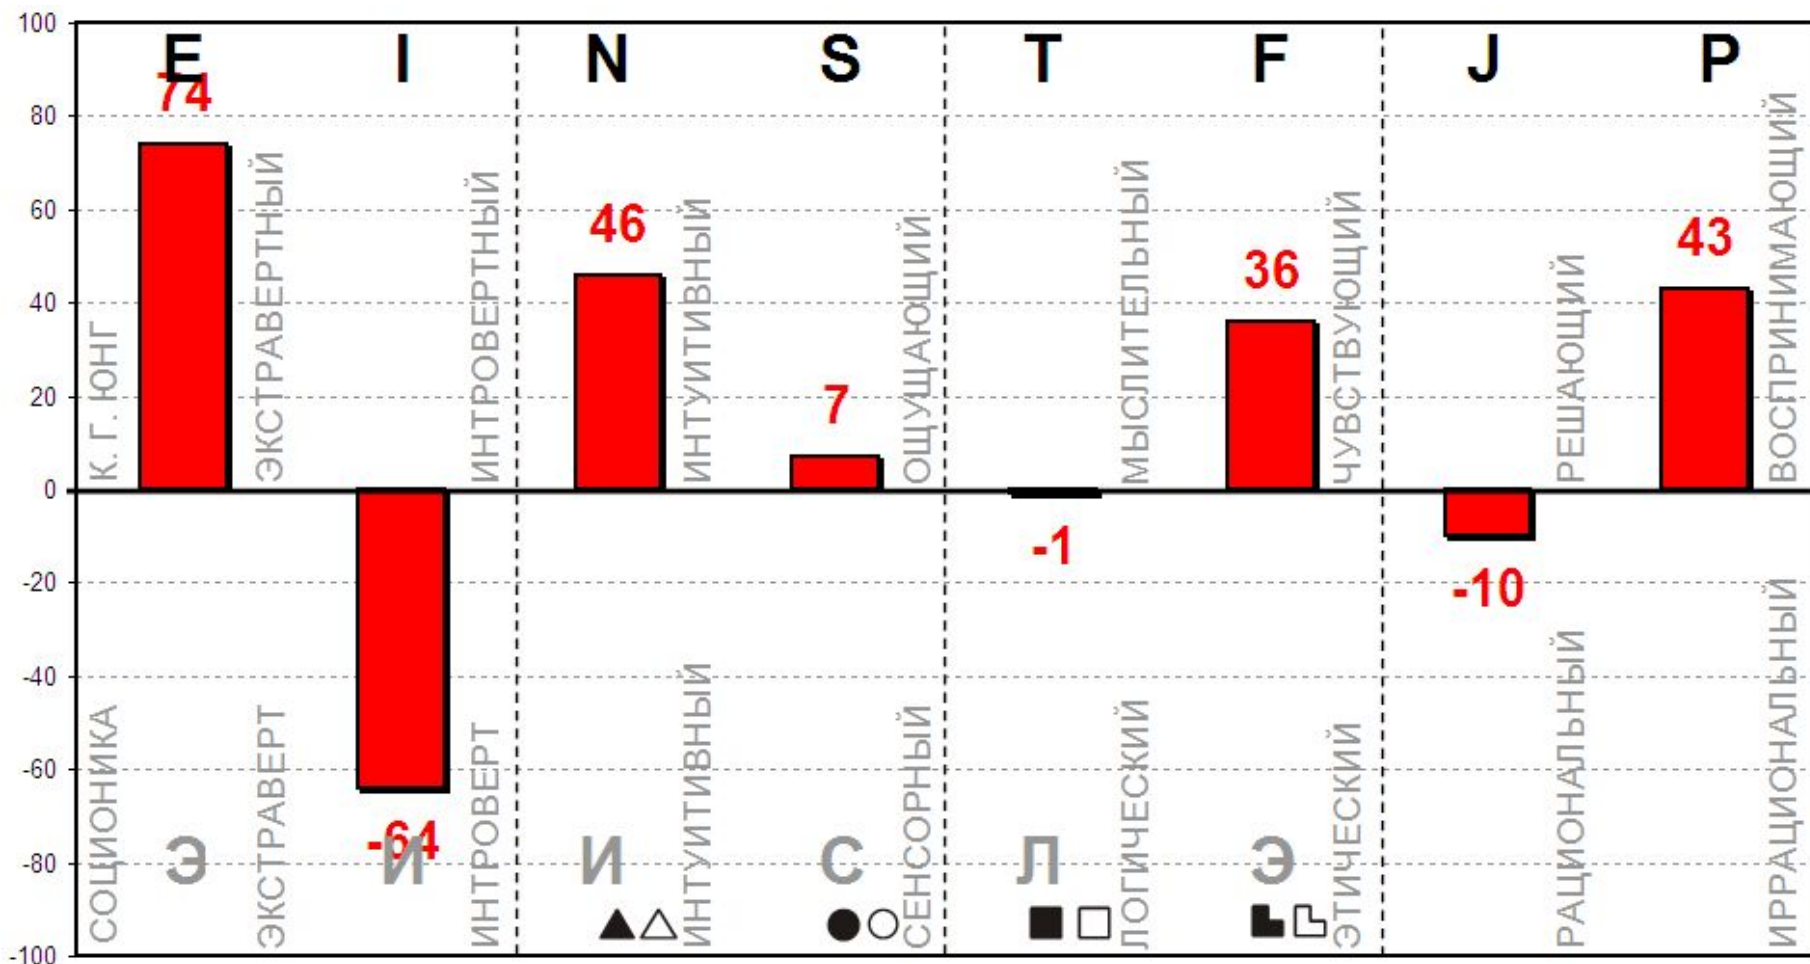 100
80
60
40
20
0
-20
-40
-60
-80
-100
E I N S T F J P
74
-64
46
7
-1
36
-10
43
К. Г. ЮНГ
ЭКСТРАВЕРТНЫЙ
ИНТРОВЕРТНЫЙ
ИНТУИТИВНЫЙ
ОЩУЩАЮЩИЙ
МЫСЛИТЕЛЬНЫЙ
ЧУВСТВУЮЩИЙ
РЕШАЮЩИЙ
ВОСПРИНИМАЮЩИЙ
СОЦИОНИКА
ЭКСТРАВЕРТ
ИНТРОВЕРТ
ИНТУИТИВНЫЙ
СЕНСОРНЫЙ
ЛОГИЧЕСКИЙ
ЭТИЧЕСКИЙ
РАЦИОНАЛЬНЫЙ
ИРРАЦИОНАЛЬНЫЙ
Э И И С Л Э